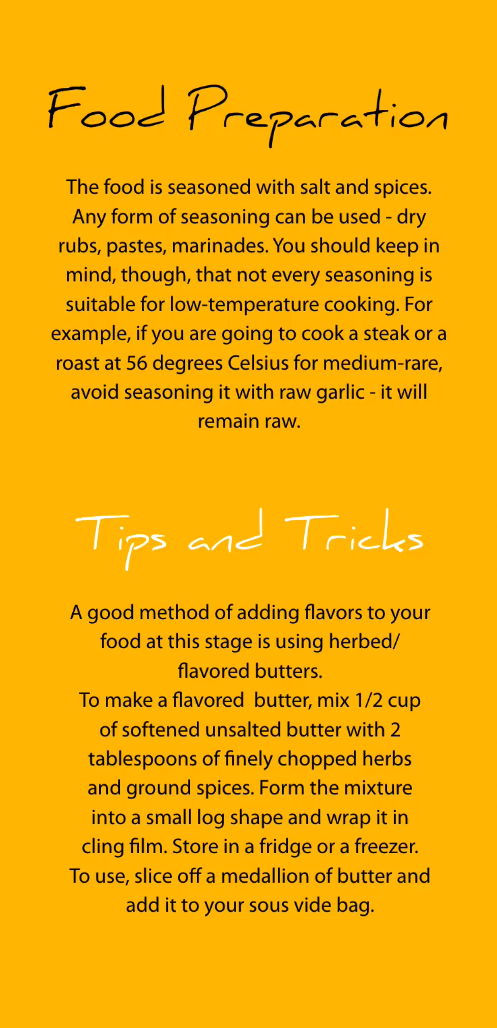 Food Preparation
The food is seasoned with salt and spices.
Any form of seasoning can be used - dry
rubs, pastes, marinades. You should keep in
mind, though, that not every seasoning is
suitable for low-temperature cooking. For
example, if you are going to cook a steak or a
roast at 56 degrees Celsius for medium-rare,
avoid seasoning it with raw garlic - it will
remain raw.
Tips and Tricks
A good method of adding flavors to your
food at this stage is using herbed/
flavored butters.
To make a flavored  butter, mix 1/2 cup
of softened unsalted butter with 2
tablespoons of finely chopped herbs
and ground spices. Form the mixture
into a small log shape and wrap it in
cling film. Store in a fridge or a freezer.
To use, slice off a medallion of butter and
add it to your sous vide bag.